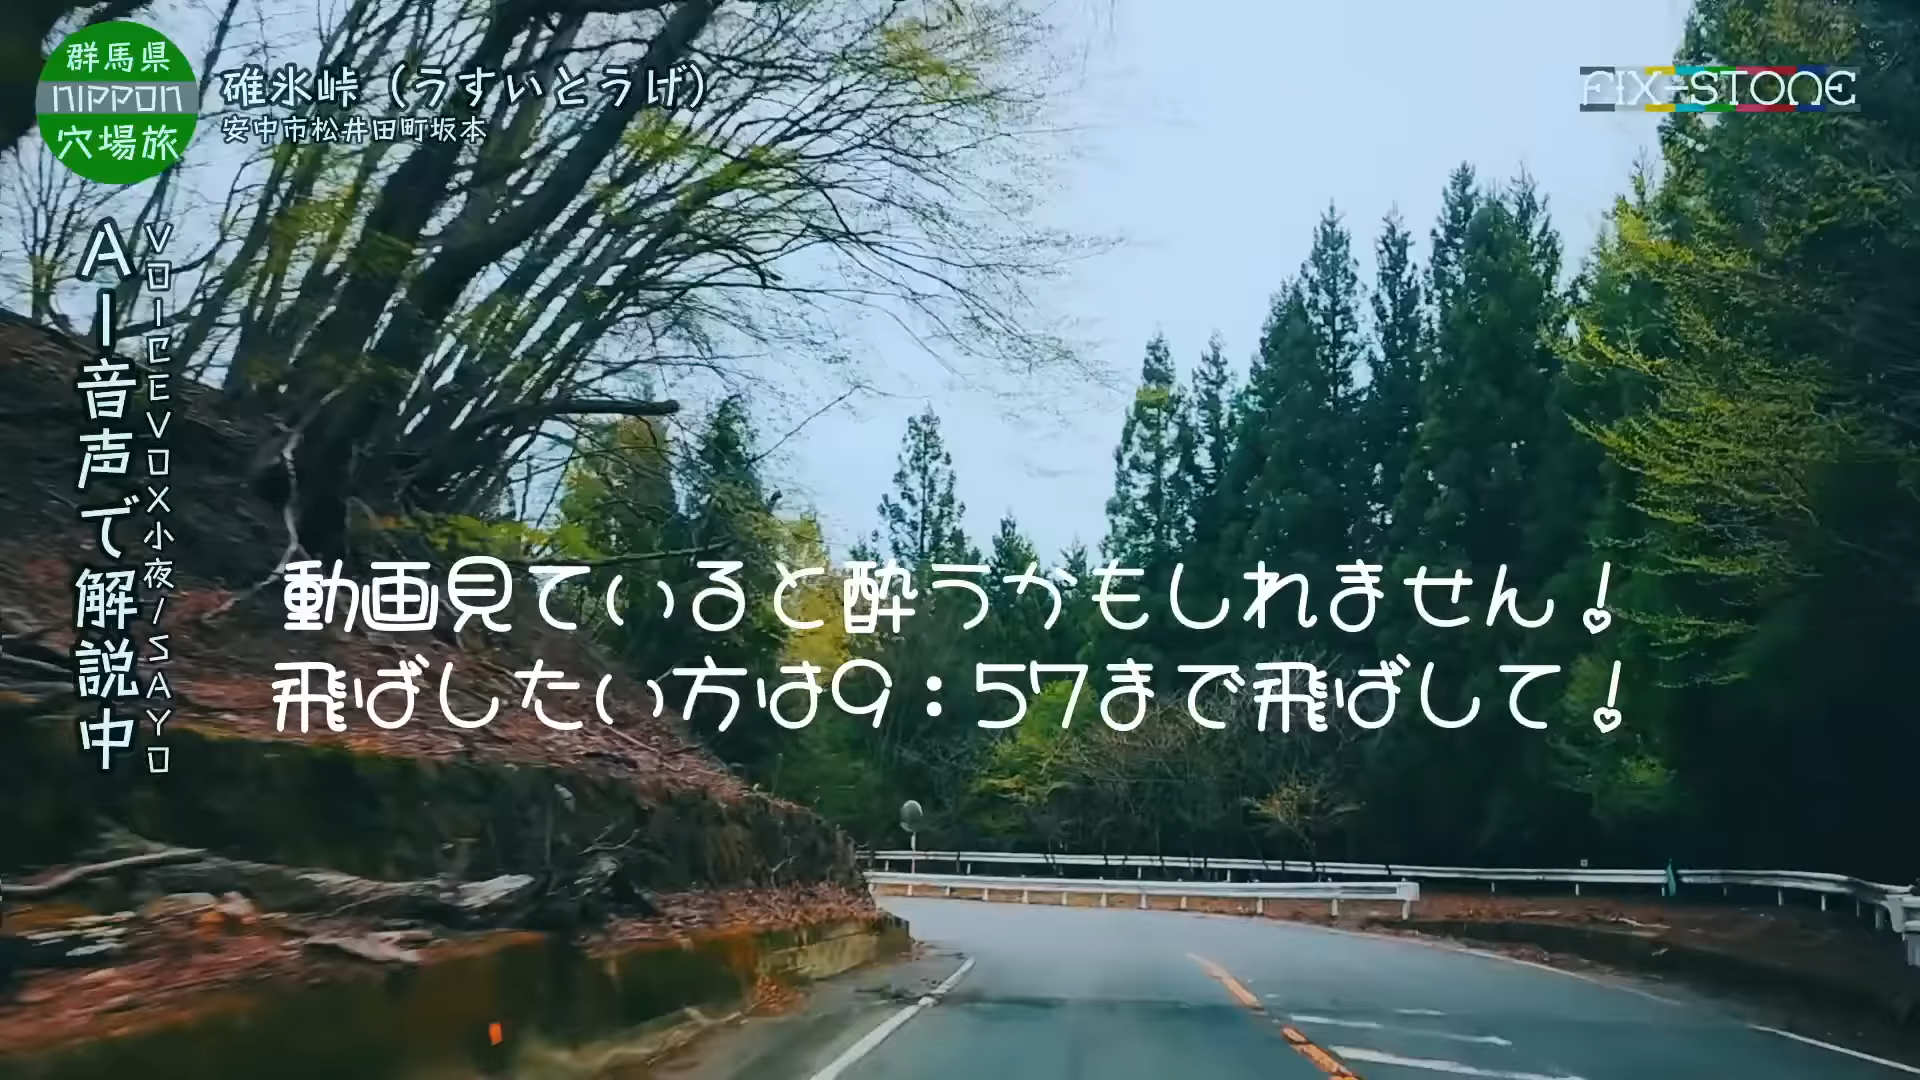 群馬県
NIPPON
穴場旅
碓氷峠（うすいとうげ）
安中市松井田町坂本
FIX-STONE
AI音声で解説中
VOICEVOX小夜/SAYO
動画見ていると酔うかもしれません！
飛ばしたい方は9：57まで飛ばして！